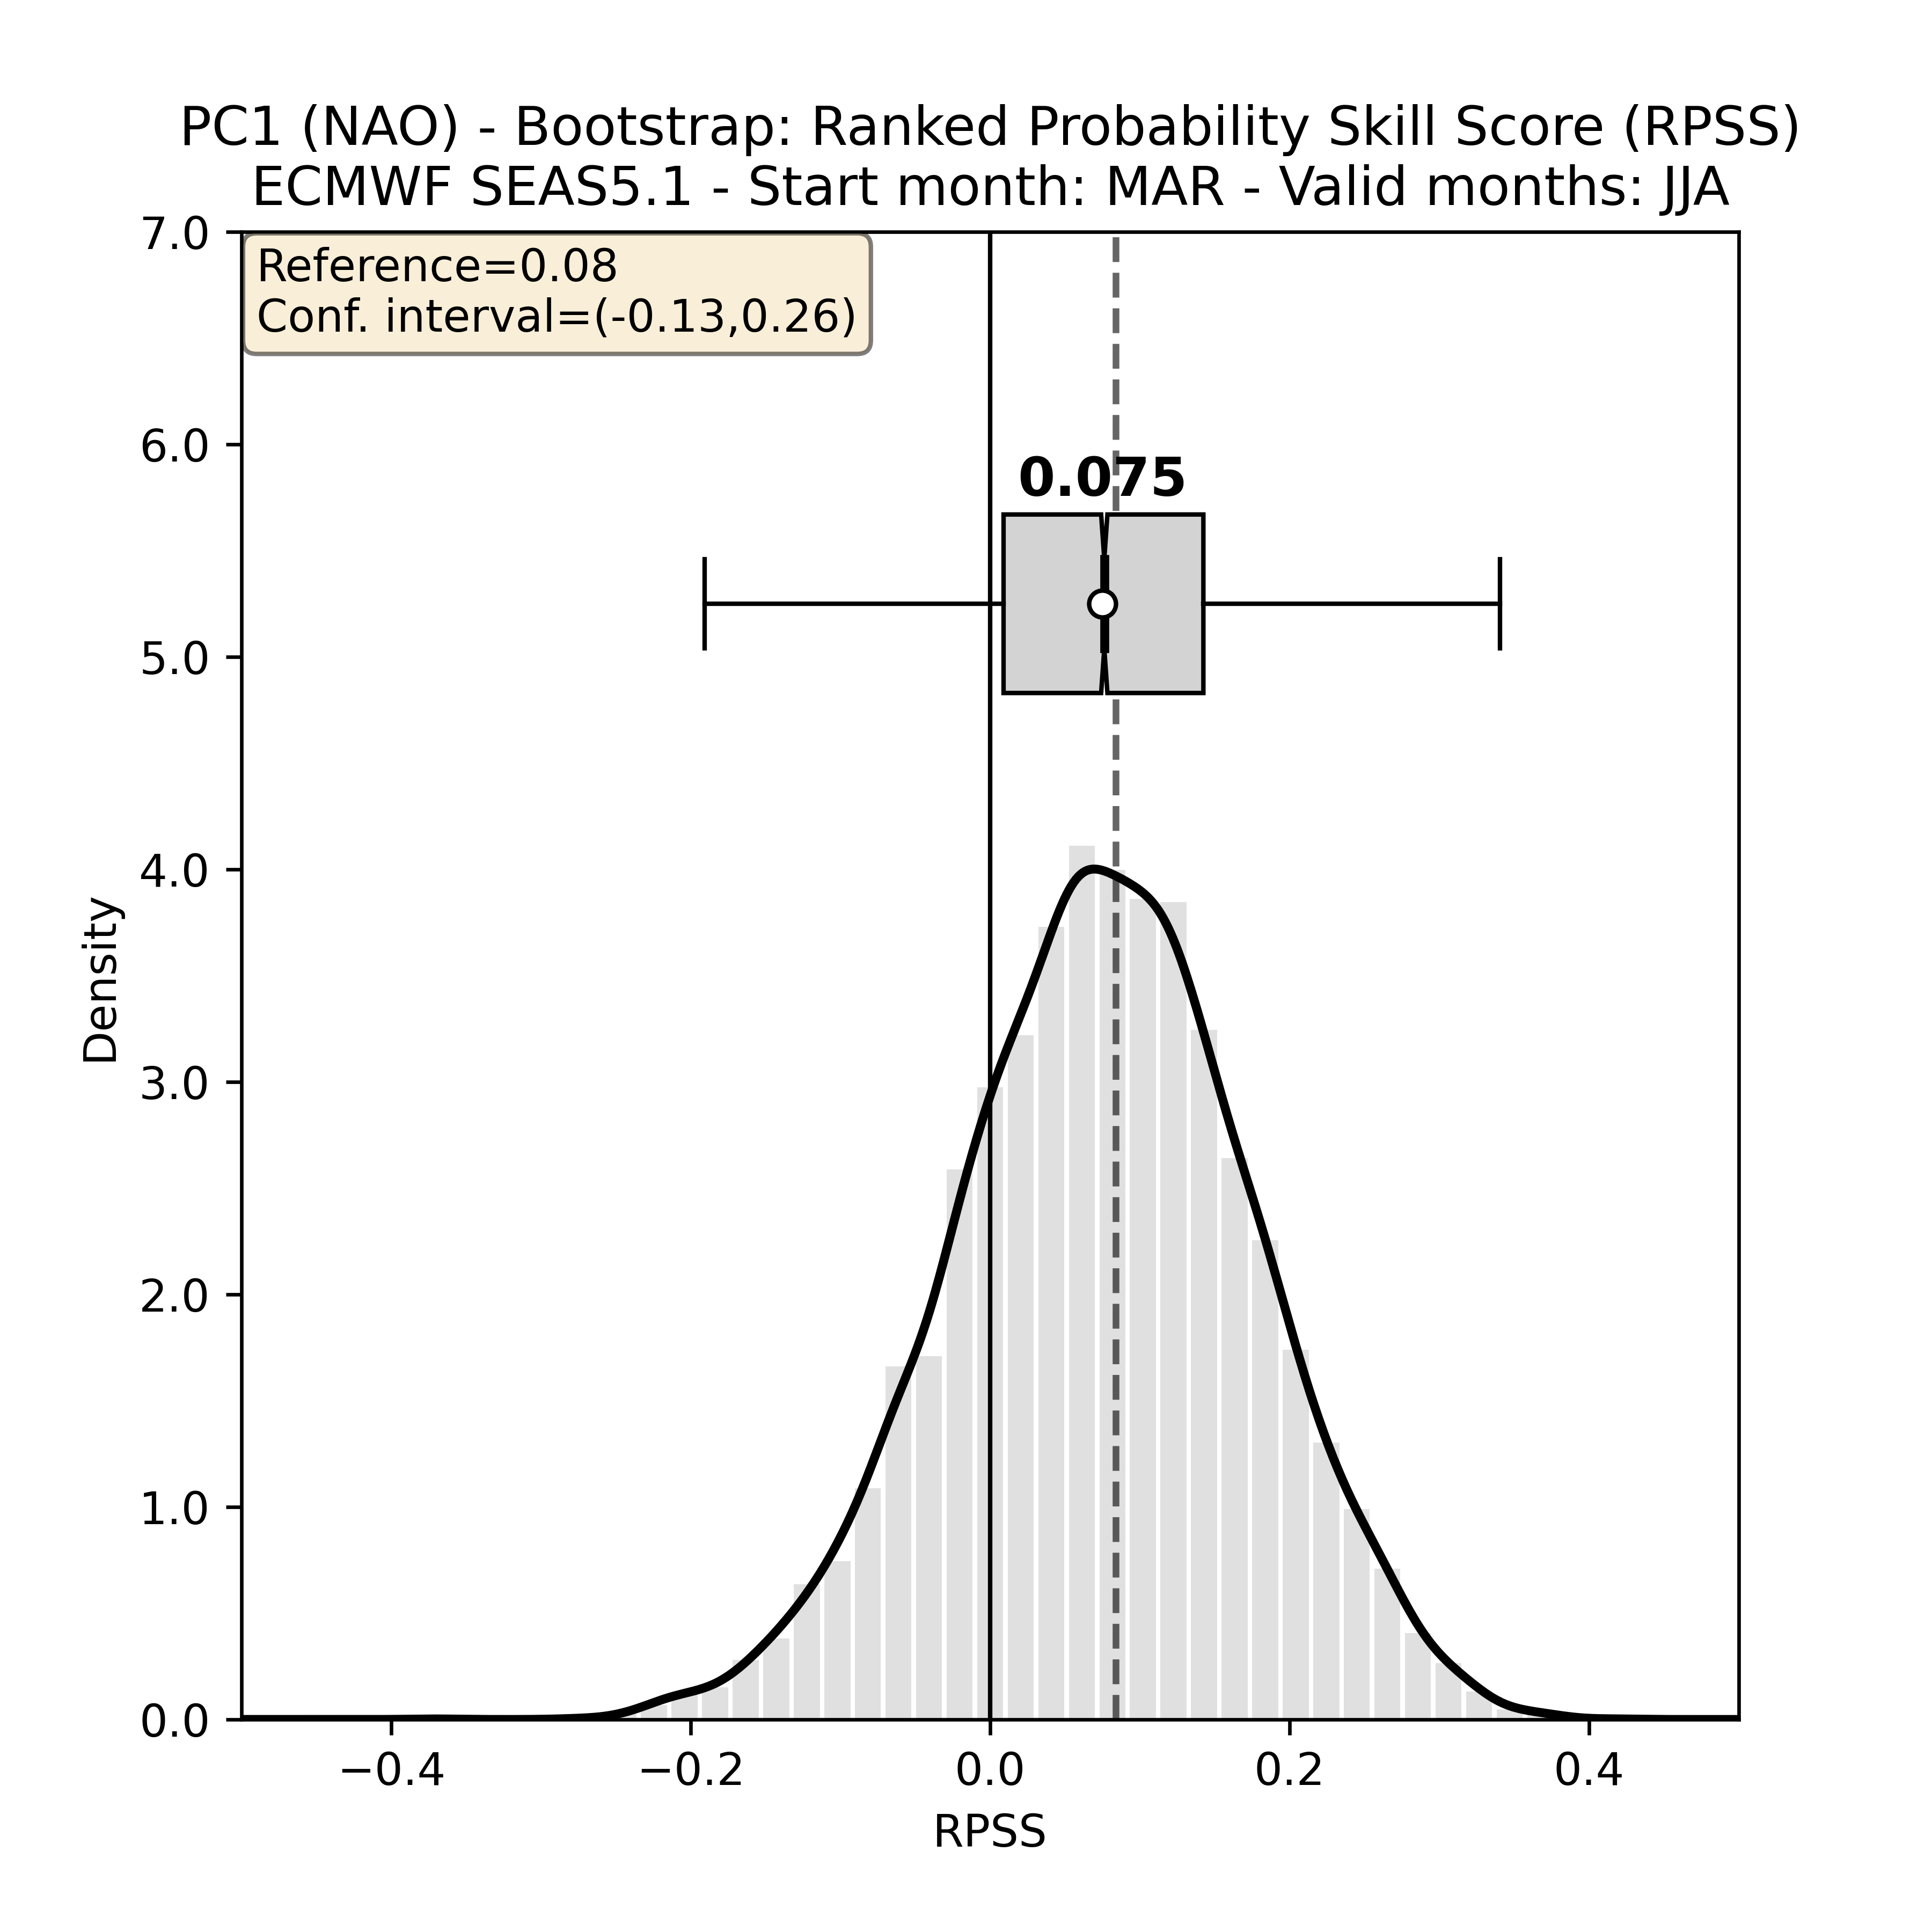 PC1 (NAO) - Bootstrap: Ranked Probability Skill Score (RPSS)
ECMWF SEAS5.1 - Start month: MAR - Valid months: JJA
Reference=0.08
Conf. interval=(-0.13,0.26)
0.075
7.0
6.0
5.0
4.0
3.0
2.0
1.0
0.0
Density
−0.4
−0.2
0.0
0.2
0.4
RPSS